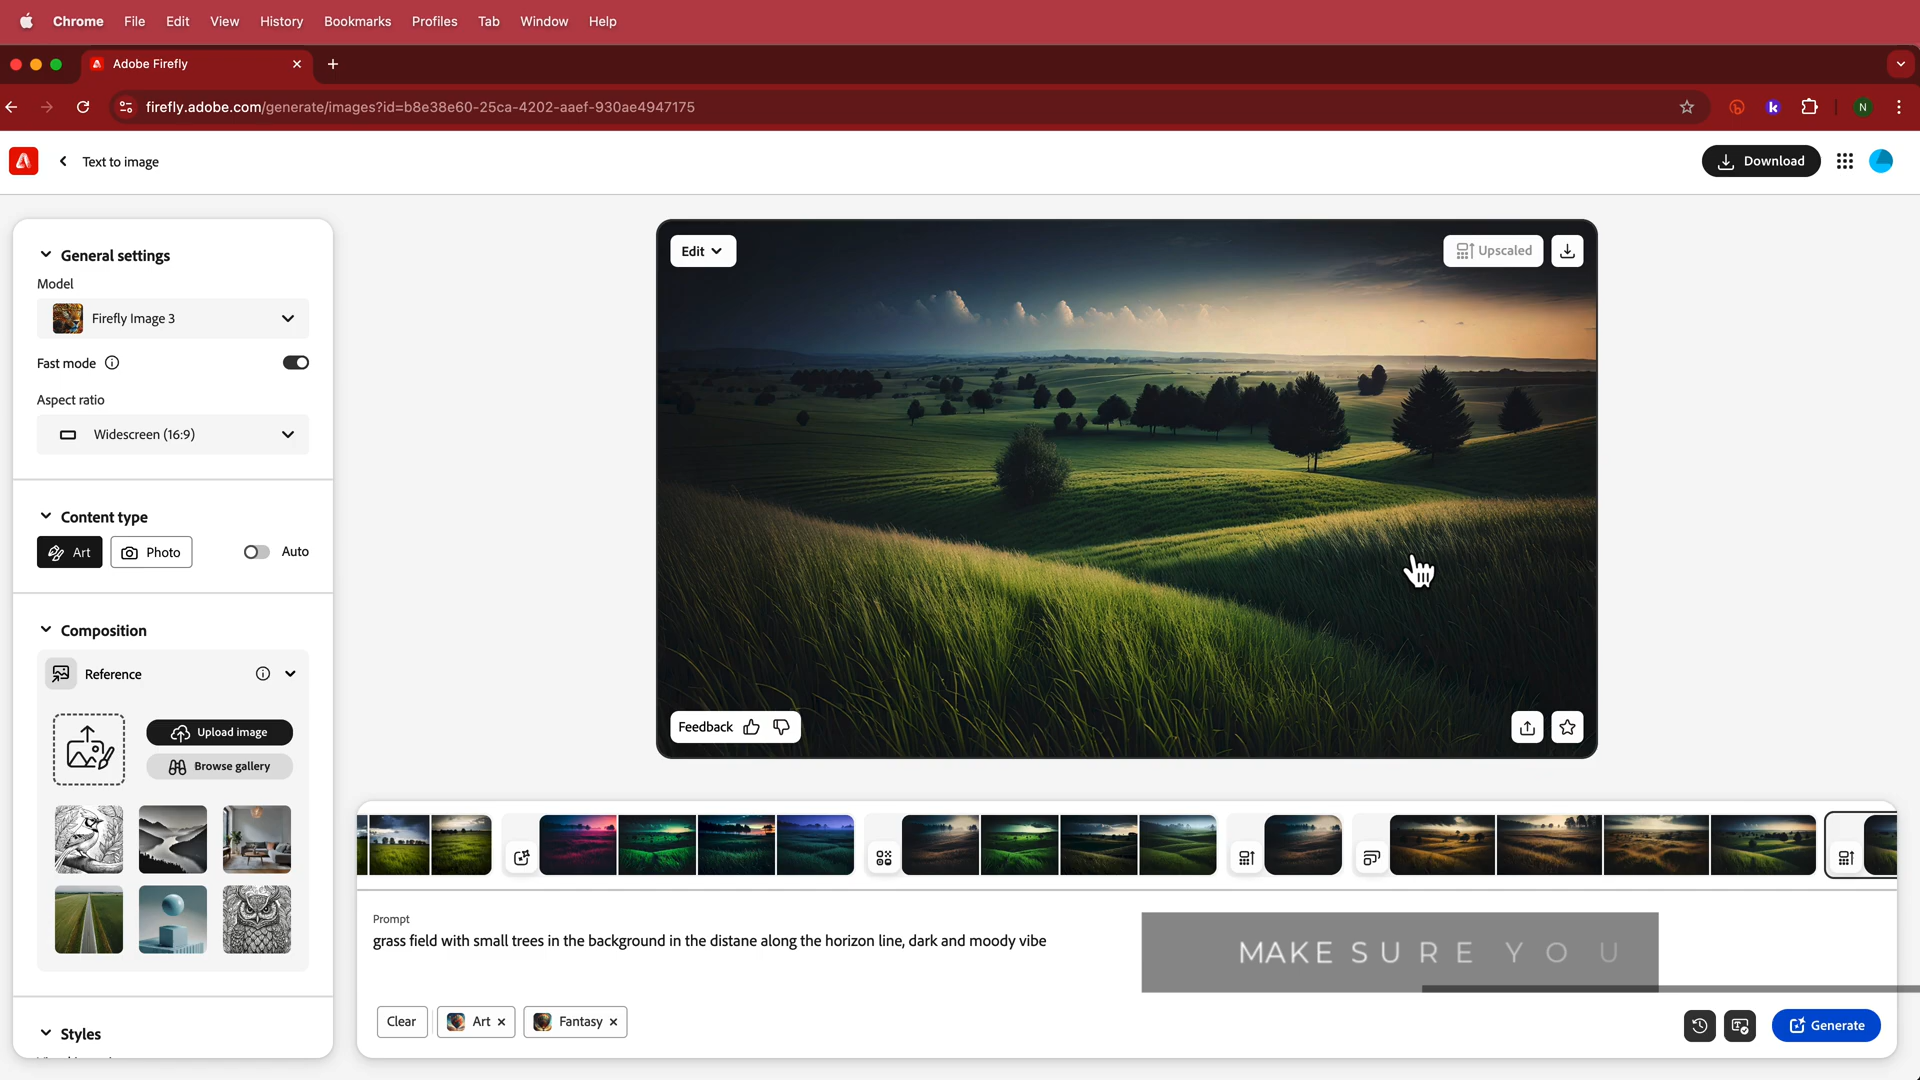 Chrome File Edit View History Bookmarks Profiles Tab Window Help
Adobe Firefly
firefly.adobe.com/generate/images?id=b8e38e60-25ca-4202-aaef-930ae4947175
k
N
Text to image
Download
General settings
Edit
Upscaled
Model
Firefly Image 3
Fast mode
Aspect ratio
Widescreen (16:9)
Content type
Art Photo Auto
Composition
Reference
Upload image
Browse gallery
Feedback
Styles
Prompt
grass field with small trees in the background in the distane along the horizon line, dark and moody vibe
MAKE SURE YOU
Clear Art Fantasy
Generate